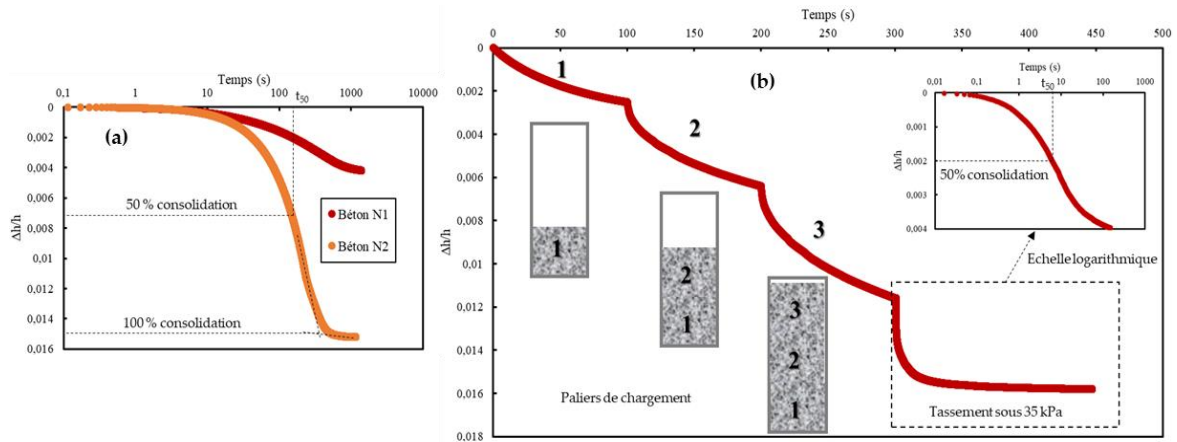 Temps (s)
0,1 1 10 100 1000 10000
t50
0
0,002
0,004
0,006
0,008
0,01
0,012
0,014
0,016
Δh/h
(a)
50 % consolidation
100 % consolidation
Béton N1
Béton N2
Temps (s)
0 50 100 150 200 250 300 350 400 450 500
0
0,002
0,004
0,006
0,008
0,01
0,012
0,014
0,016
0,018
Δh/h
(b)
1
2
3
1
2
1
3
2
1
Paliers de chargement
Temps (s)
0,01 0,1 1 10 100 1000
t50
0
0,001
0,002
0,003
0,004
Δh/h
50% consolidation
Echelle logarithmique
Tassement sous 35 kPa